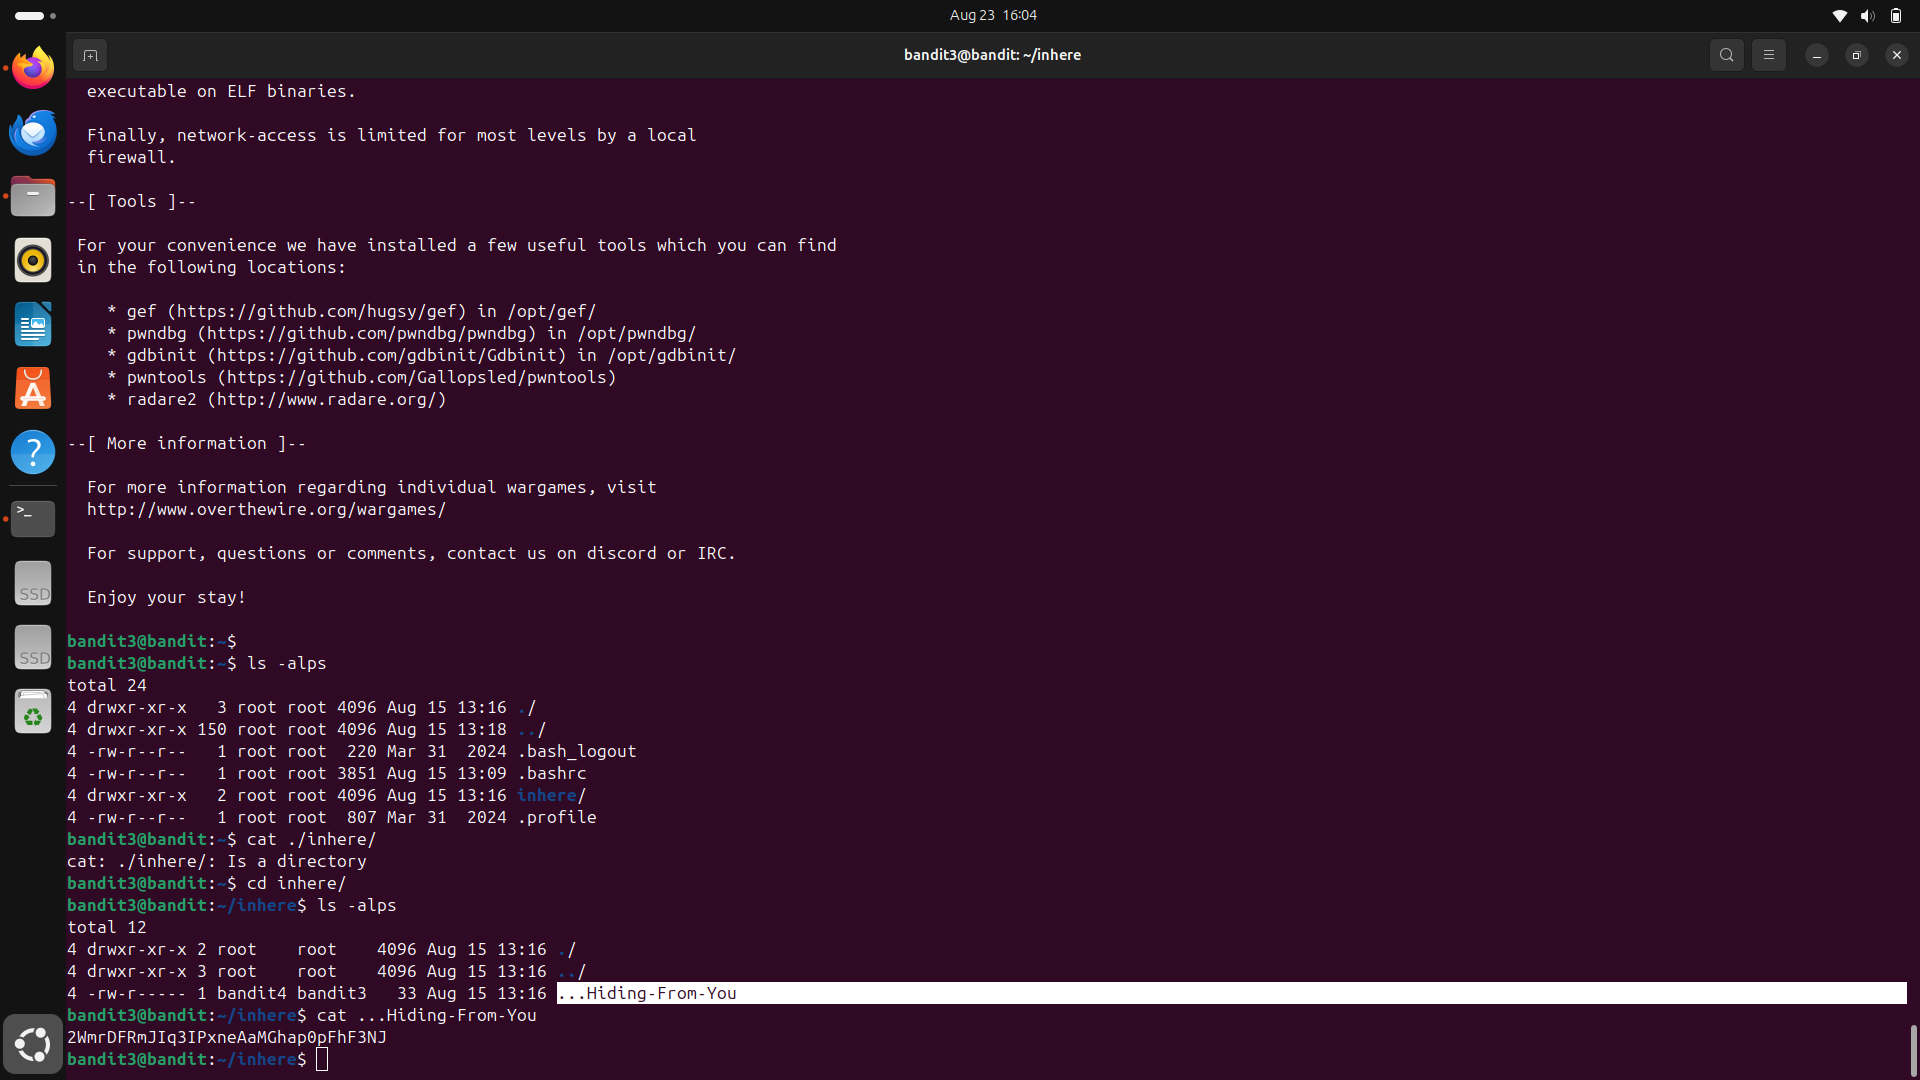 Aug 23 16:04
bandit3@bandit: ~/inhere
executable on ELF binaries.
Finally, network-access is limited for most levels by a local
firewall.
--[ Tools ]--
For your convenience we have installed a few useful tools which you can find
in the following locations:
* gef (https://github.com/hugsy/gef) in /opt/gef/
* pwndbg (https://github.com/pwndbg/pwndbg) in /opt/pwndbg/
* gdbinit (https://github.com/gdbinit/Gdbinit) in /opt/gdbinit/
* pwntools (https://github.com/Gallopsled/pwntools)
* radare2 (http://www.radare.org/)
--[ More information ]--
For more information regarding individual wargames, visit
http://www.overthewire.org/wargames/
For support, questions or comments, contact us on discord or IRC.
Enjoy your stay!
bandit3@bandit:~$
bandit3@bandit:~$ ls -alps
total 24
4 drwxr-xr-x   3 root root 4096 Aug 15 13:16 ./
4 drwxr-xr-x 150 root root 4096 Aug 15 13:18 ../
4 -rw-r--r--   1 root root  220 Mar 31  2024 .bash_logout
4 -rw-r--r--   1 root root 3851 Aug 15 13:09 .bashrc
4 drwxr-xr-x   2 root root 4096 Aug 15 13:16 inhere/
4 -rw-r--r--   1 root root  807 Mar 31  2024 .profile
bandit3@bandit:~$ cat ./inhere/
cat: ./inhere/: Is a directory
bandit3@bandit:~$ cd inhere/
bandit3@bandit:~/inhere$ ls -alps
total 12
4 drwxr-xr-x 2 root    root    4096 Aug 15 13:16 ./
4 drwxr-xr-x 3 root    root    4096 Aug 15 13:16 ../
4 -rw-r----- 1 bandit4 bandit3   33 Aug 15 13:16 ...Hiding-From-You
bandit3@bandit:~/inhere$ cat ...Hiding-From-You
2WmrDFRmJIq3IPxneAaMGhap0pFhF3NJ
bandit3@bandit:~/inhere$
SSD
SSD